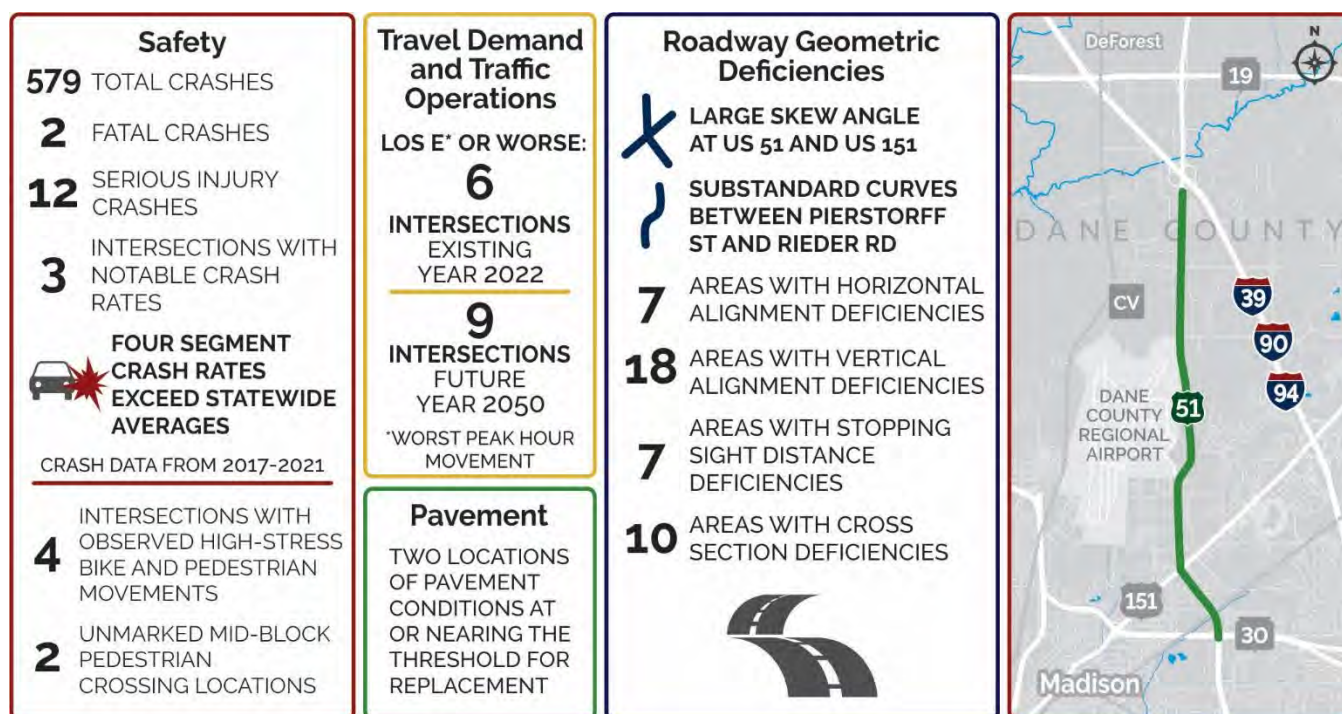 Safety
579 TOTAL CRASHES
2 FATAL CRASHES
12 SERIOUS INJURY
CRASHES
3 INTERSECTIONS WITH
NOTABLE CRASH
RATES
FOUR SEGMENT
CRASH RATES
EXCEED STATEWIDE
AVERAGES
CRASH DATA FROM 2017-2021
4 INTERSECTIONS WITH
OBSERVED HIGH-STRESS
BIKE AND PEDESTRIAN
MOVEMENTS
2 UNMARKED MID-BLOCK
PEDESTRIAN
CROSSING LOCATIONS
Travel Demand
and Traffic
Operations
LOS E* OR WORSE:
6
INTERSECTIONS
EXISTING
YEAR 2022
9
INTERSECTIONS
FUTURE
YEAR 2050
*WORST PEAK HOUR
MOVEMENT
Pavement
TWO LOCATIONS
OF PAVEMENT
CONDITIONS AT
OR NEARING THE
THRESHOLD FOR
REPLACEMENT
Roadway Geometric
Deficiencies
LARGE SKEW ANGLE
AT US 51 AND US 151
SUBSTANDARD CURVES
BETWEEN PIERSTORFF
ST AND RIEDER RD
7 AREAS WITH HORIZONTAL
ALIGNMENT DEFICIENCIES
18 AREAS WITH VERTICAL
ALIGNMENT DEFICIENCIES
7 AREAS WITH STOPPING
SIGHT DISTANCE
DEFICIENCIES
10 AREAS WITH CROSS
SECTION DEFICIENCIES
N
DeForest
19
DANE COUNTY
39
CV
90
94
51
DANE
COUNTY
REGIONAL
AIRPORT
151
30
Madison